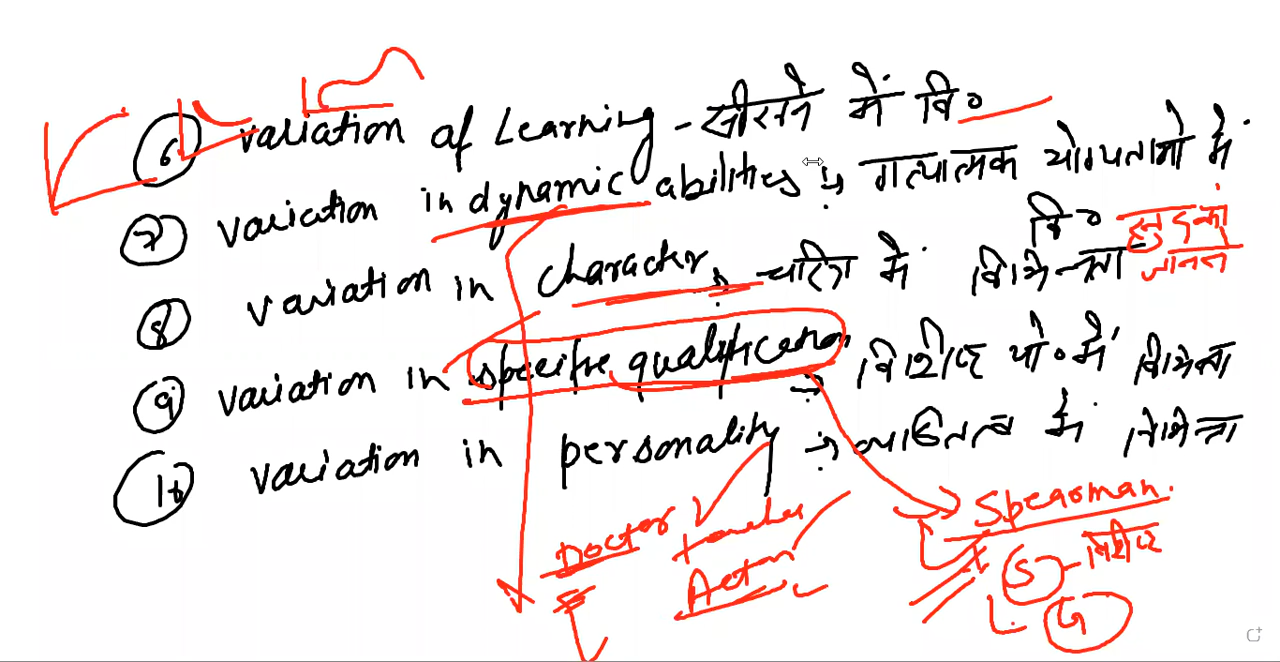 6 variation of Learning - सीखने में वि०
7 variation in dynamic abilities → गत्यात्मक योग्यताओ में
वि०
8 variation in character → चरित्र में विभिन्नता
9 variation in specific qualification → विशिष्ट यो० में विभिन्नता
10 variation in personality → व्यक्तित्व में विभिन्नता
Spearman.
Doctor teacher
Actor
S - विशिष्ट
G